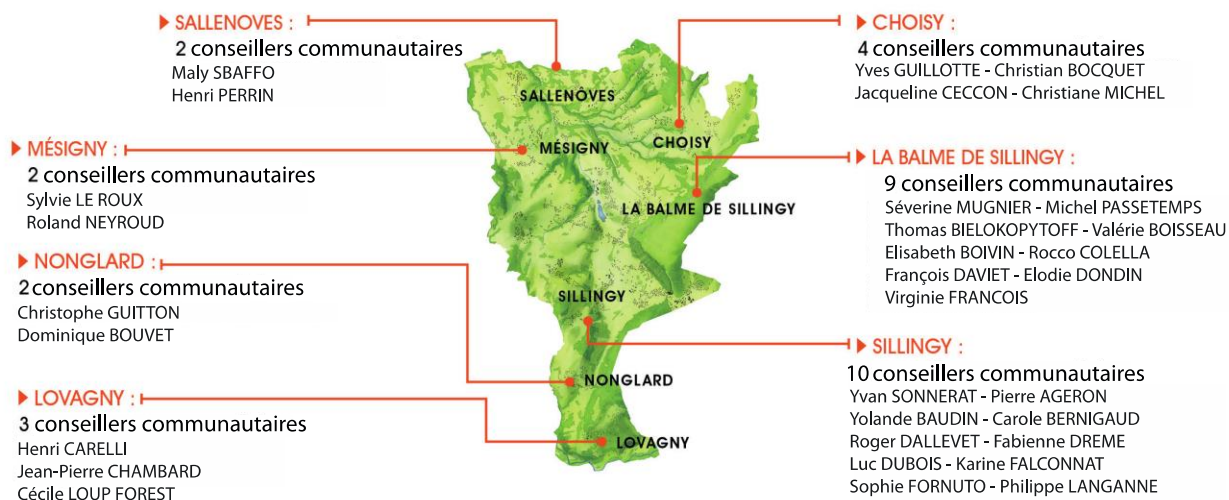 ▶ SALLENOVES :
2 conseillers communautaires
Maly SBAFFO
Henri PERRIN
▶ MÉSIGNY :
2 conseillers communautaires
Sylvie LE ROUX
Roland NEYROUD
▶ NONGLARD :
2 conseillers communautaires
Christophe GUITTON
Dominique BOUVET
▶ LOVAGNY :
3 conseillers communautaires
Henri CARELLI
Jean-Pierre CHAMBARD
Cécile LOUP FOREST
SALLENÔVES
MÉSIGNY
CHOISY
LA BALME DE SILLINGY
SILLINGY
NONGLARD
LOVAGNY
▶ CHOISY :
4 conseillers communautaires
Yves GUILLOTTE - Christian BOCQUET
Jacqueline CECCON - Christiane MICHEL
▶ LA BALME DE SILLINGY :
9 conseillers communautaires
Séverine MUGNIER - Michel PASSETEMPS
Thomas BIELOKOPYTOFF - Valérie BOISSEAU
Elisabeth BOIVIN - Rocco COLELLA
François DAVIET - Elodie DONDIN
Virginie FRANCOIS
▶ SILLINGY :
10 conseillers communautaires
Yvan SONNERAT - Pierre AGERON
Yolande BAUDIN - Carole BERNIGAUD
Roger DALLEVET - Fabienne DREME
Luc DUBOIS - Karine FALCONNAT
Sophie FORNUTO - Philippe LANGANNE